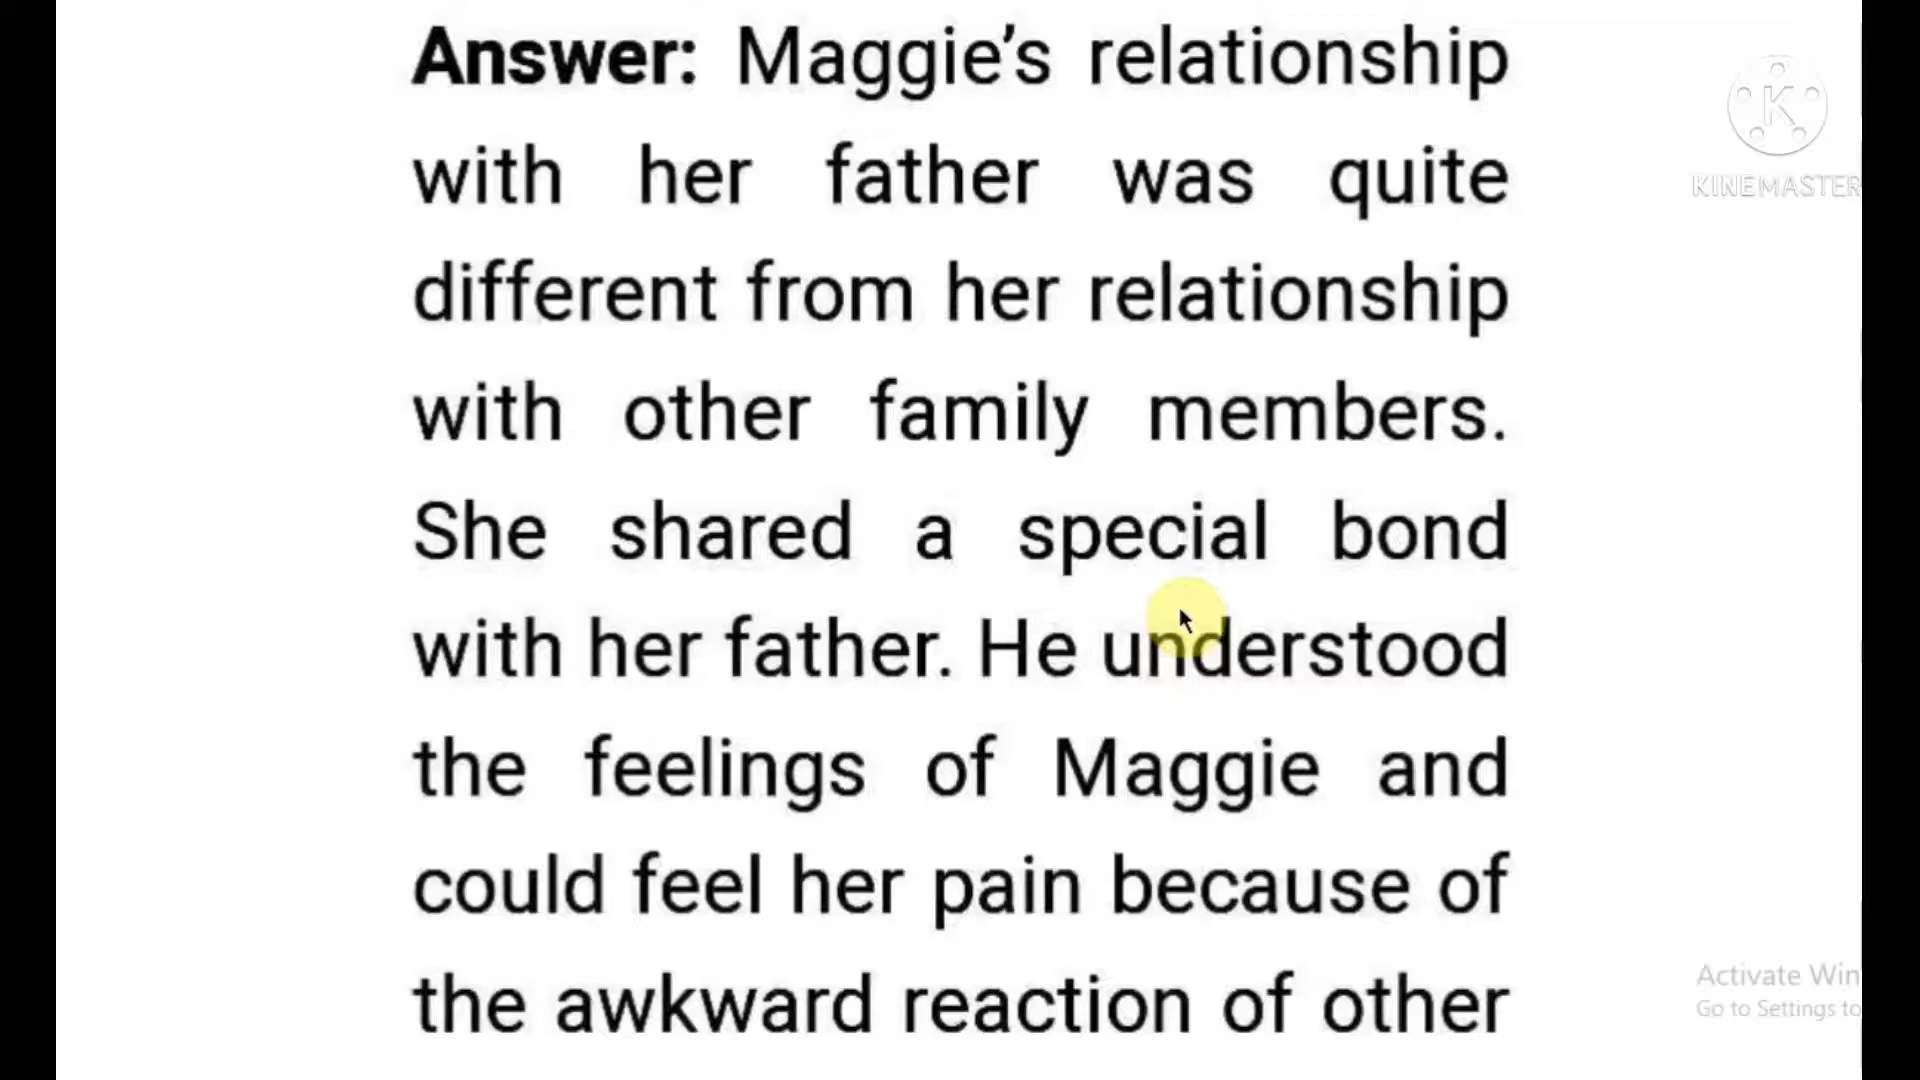 Answer: Maggie’s relationship
with her father was quite
different from her relationship
with other family members.
She shared a special bond
with her father. He understood
the feelings of Maggie and
could feel her pain because of
the awkward reaction of other
K
KINEMASTER
Activate Win
Go to Settings to